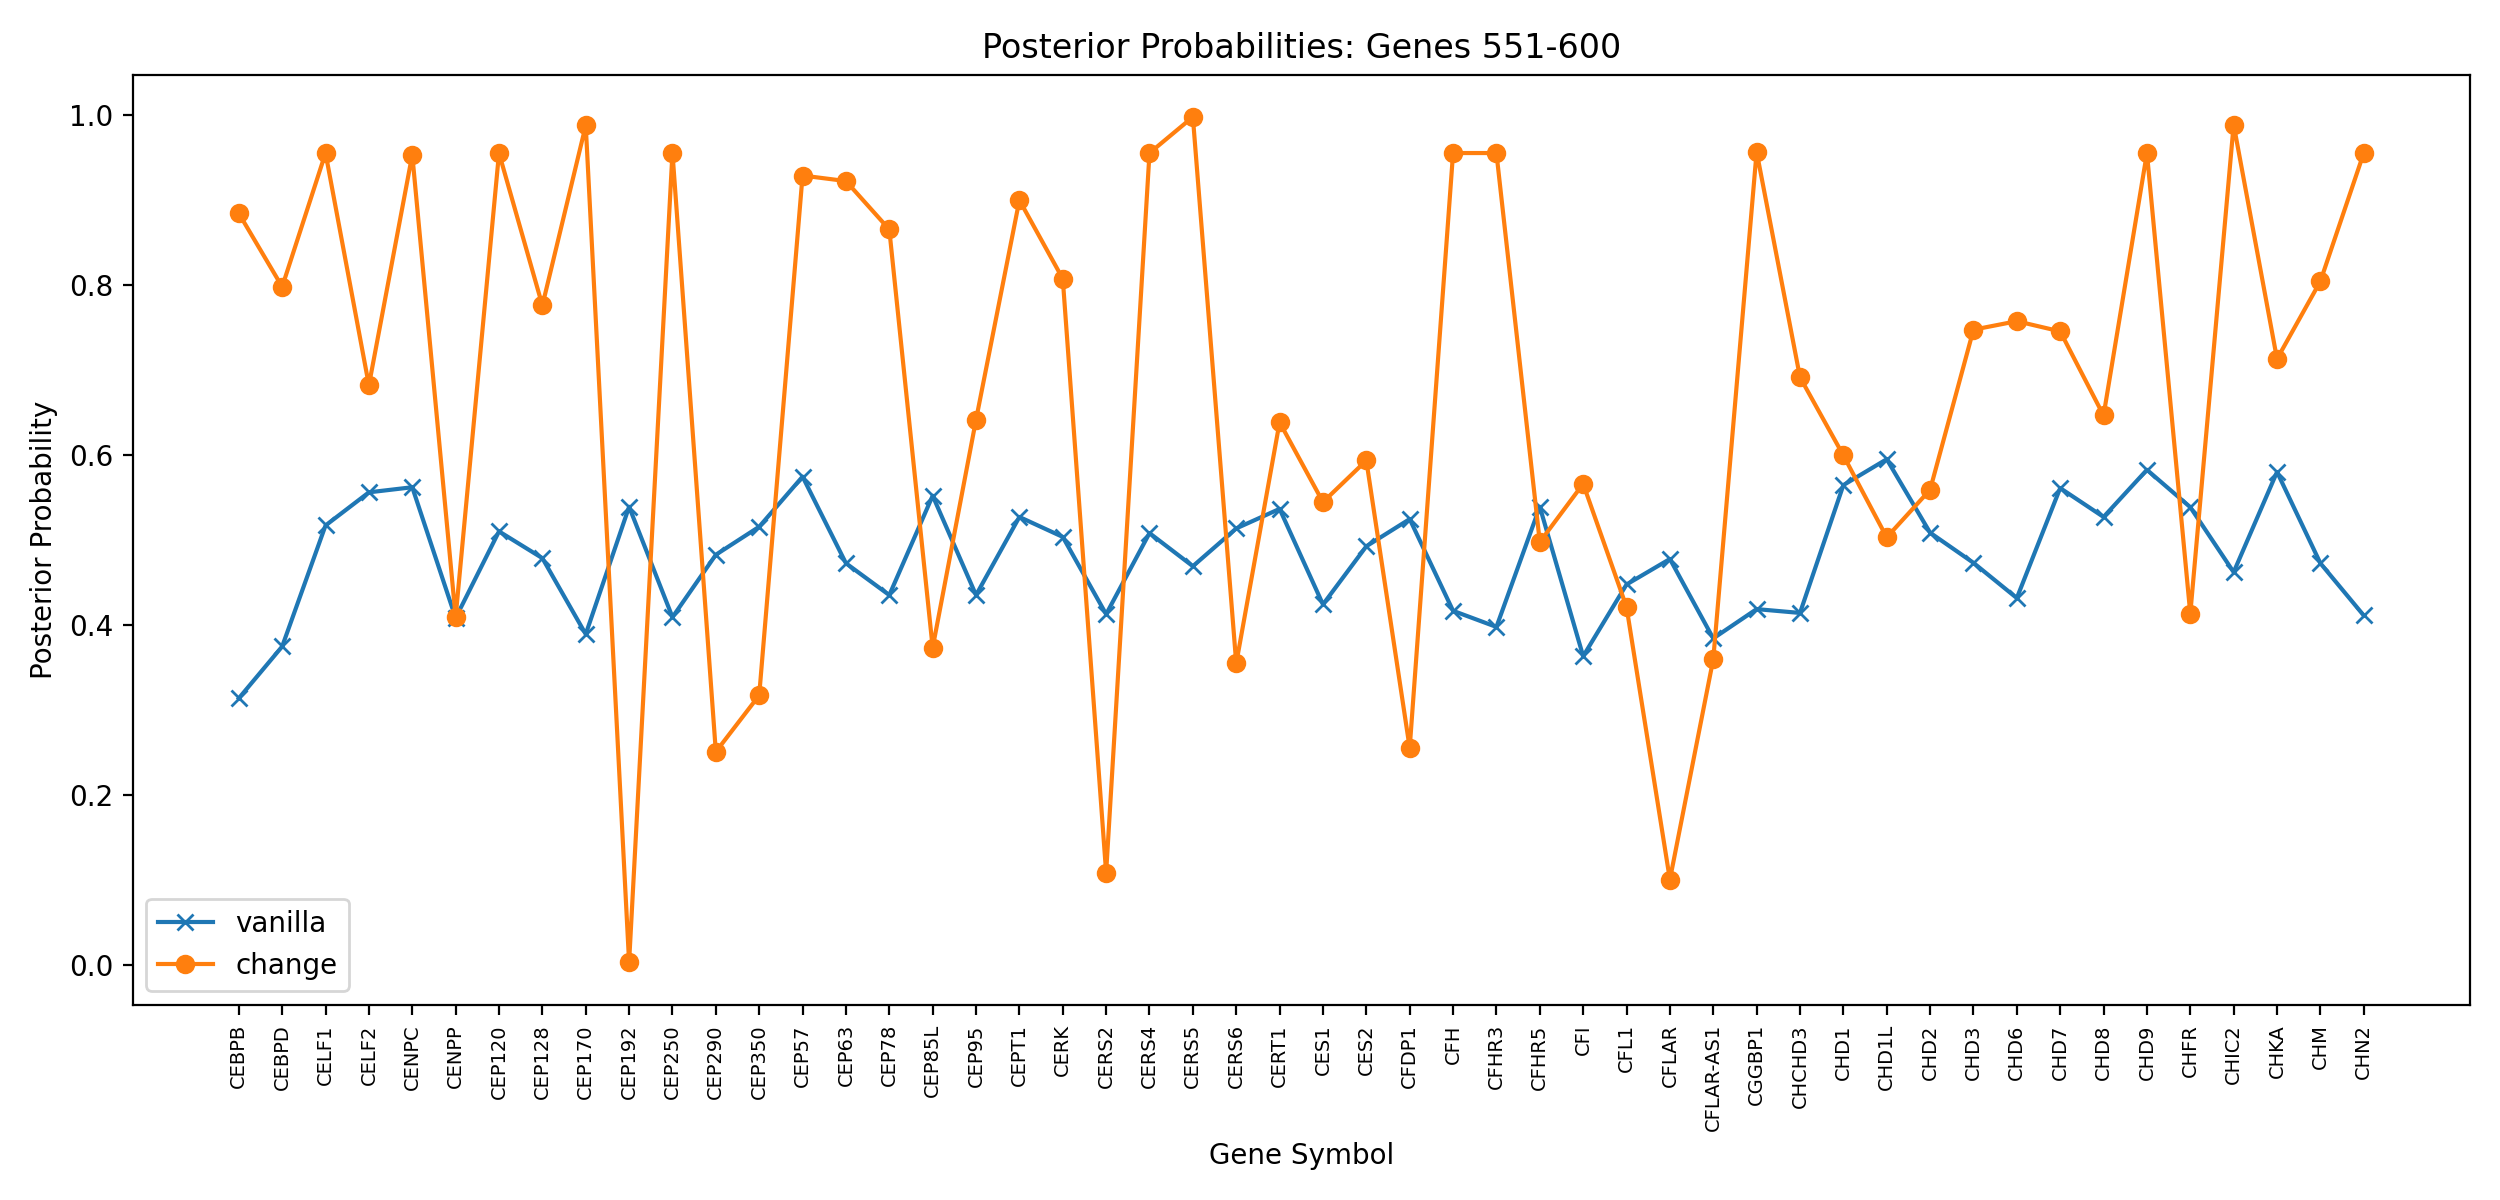 Posterior Probabilities: Genes 551-600
Posterior Probability
1.0
0.8
0.6
0.4
0.2
0.0
vanilla
change
CEBPB
CEBPD
CELF1
CELF2
CENPC
CENPP
CEP120
CEP128
CEP170
CEP192
CEP250
CEP290
CEP350
CEP57
CEP63
CEP78
CEP85L
CEP95
CEPT1
CERK
CERS2
CERS4
CERS5
CERS6
CERT1
CES1
CES2
CFDP1
CFH
CFHR3
CFHR5
CFI
CFL1
CFLAR
CFLAR-AS1
CGGBP1
CHCHD3
CHD1
CHD1L
CHD2
CHD3
CHD6
CHD7
CHD8
CHD9
CHFR
CHIC2
CHKA
CHM
CHN2
Gene Symbol